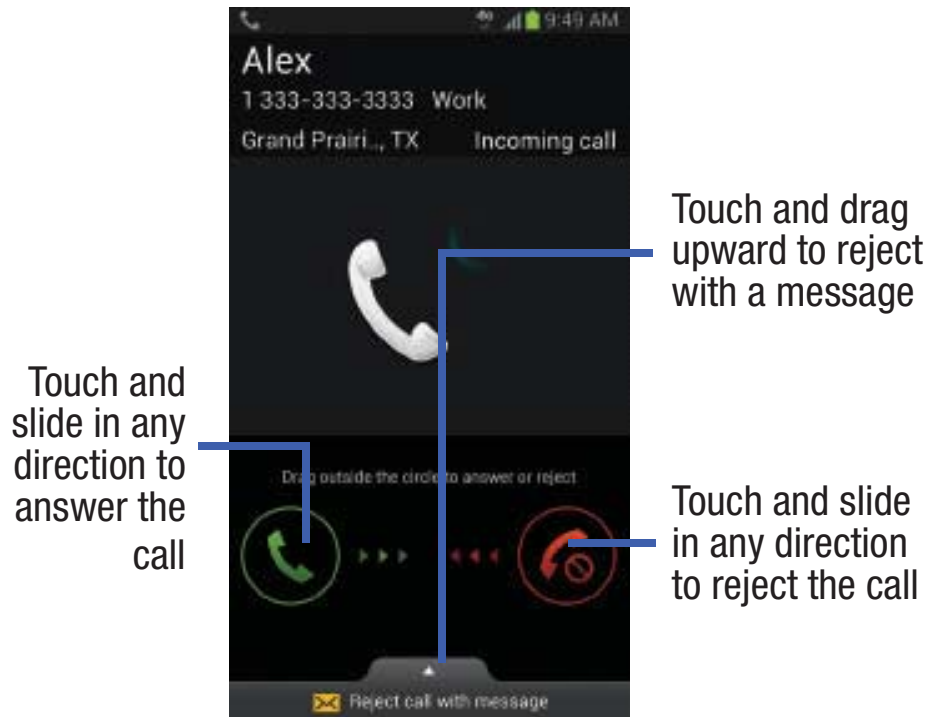 9:49 AM
Alex
1 333-333-3333 Work
Grand Prairi.., TX Incoming call
Touch and drag
upward to reject
with a message
Touch and
slide in any
direction to
answer the
call
Drag outside the circle to answer or reject
Touch and slide
in any direction
to reject the call
Reject call with message